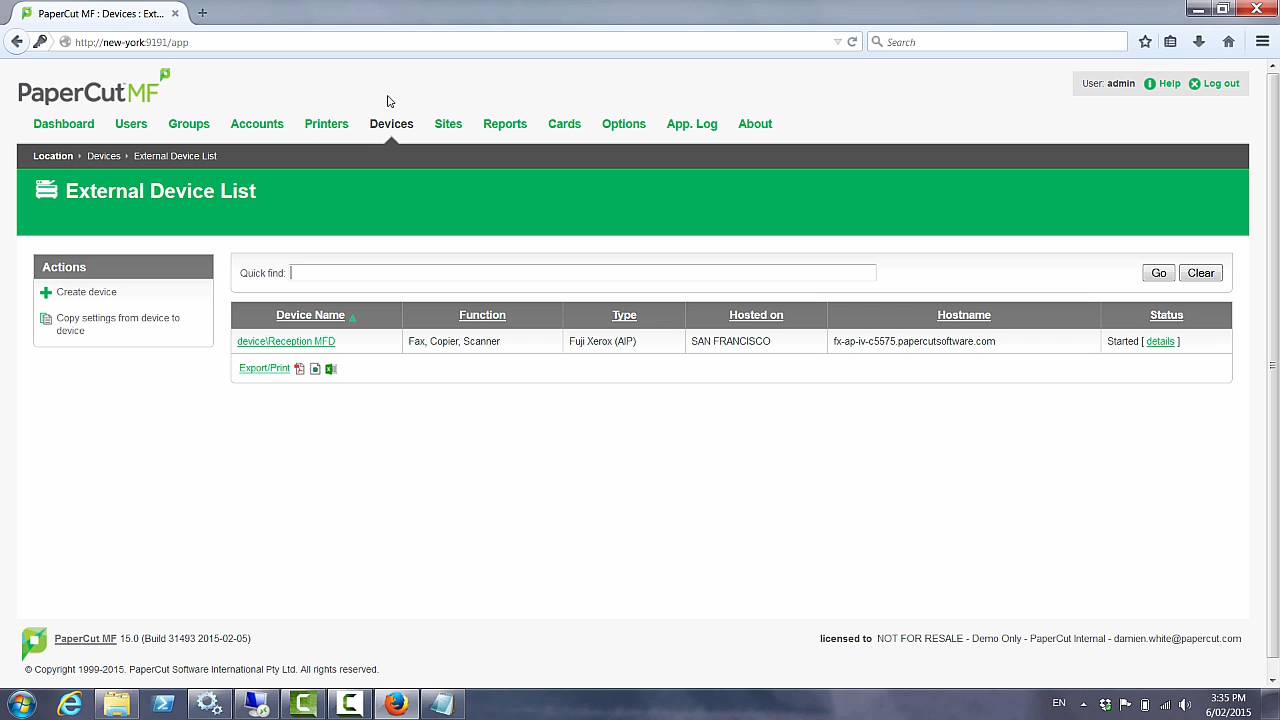 PaperCut MF : Devices : Ext...
http://new-york:9191/app
Search
PaperCut MF
User: admin Help Log out
Dashboard Users Groups Accounts Printers Devices Sites Reports Cards Options App. Log About
Location Devices External Device List
External Device List
Actions
Create device
Copy settings from device to
device
Quick find: Go Clear
Device Name Function Type Hosted on Hostname Status
device\Reception MFD Fax, Copier, Scanner Fuji Xerox (AIP) SAN FRANCISCO fx-ap-iv-c5575.papercutsoftware.com Started [ details ]
Export/Print
PaperCut MF 15.0 (Build 31493 2015-02-05)
licensed to NOT FOR RESALE - Demo Only - PaperCut Internal - damien.white@papercut.com
© Copyright 1999-2015. PaperCut Software International Pty Ltd. All rights reserved.
EN
3:35 PM
6/02/2015